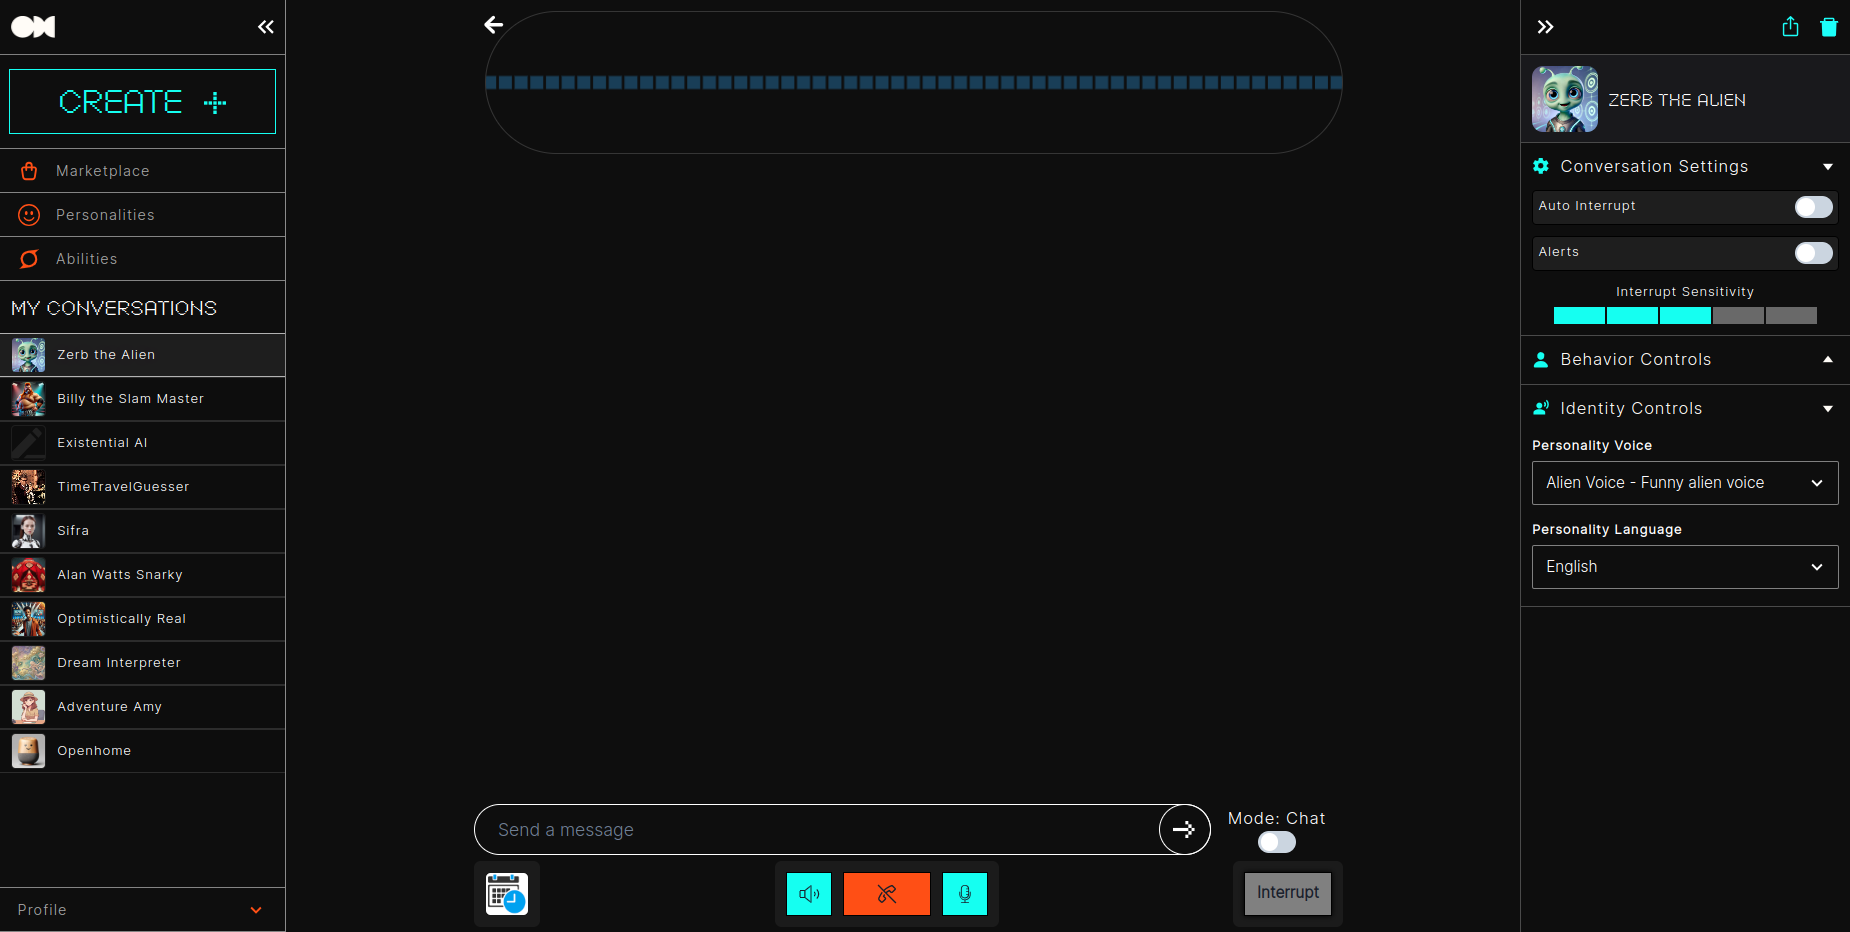 CREATE
Marketplace
Personalities
Abilities
MY CONVERSATIONS
Zerb the Alien
Billy the Slam Master
Existential AI
TimeTravelGuesser
Sifra
Alan Watts Snarky
Optimistically Real
Dream Interpreter
Adventure Amy
Openhome
Profile
Send a message
Mode: Chat
Interrupt
ZERB THE ALIEN
Conversation Settings
Auto Interrupt
Alerts
Interrupt Sensitivity
Behavior Controls
Identity Controls
Personality Voice
Alien Voice - Funny alien voice
Personality Language
English